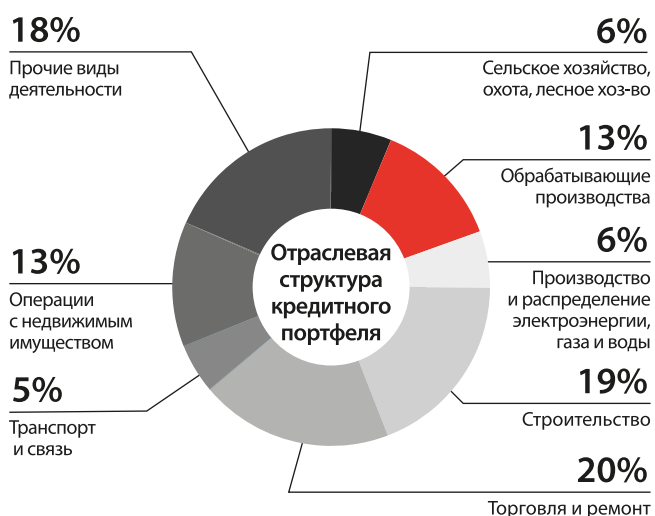 18%
Прочие виды
деятельности
6%
Сельское хозяйство,
охота, лесное хоз-во
13%
Обрабатывающие
производства
6%
Производство
и распределение
электроэнергии,
газа и воды
19%
Строительство
20%
Торговля и ремонт
5%
Транспорт
и связь
13%
Операции
с недвижимым
имуществом
Отраслевая
структура
кредитного
портфеля